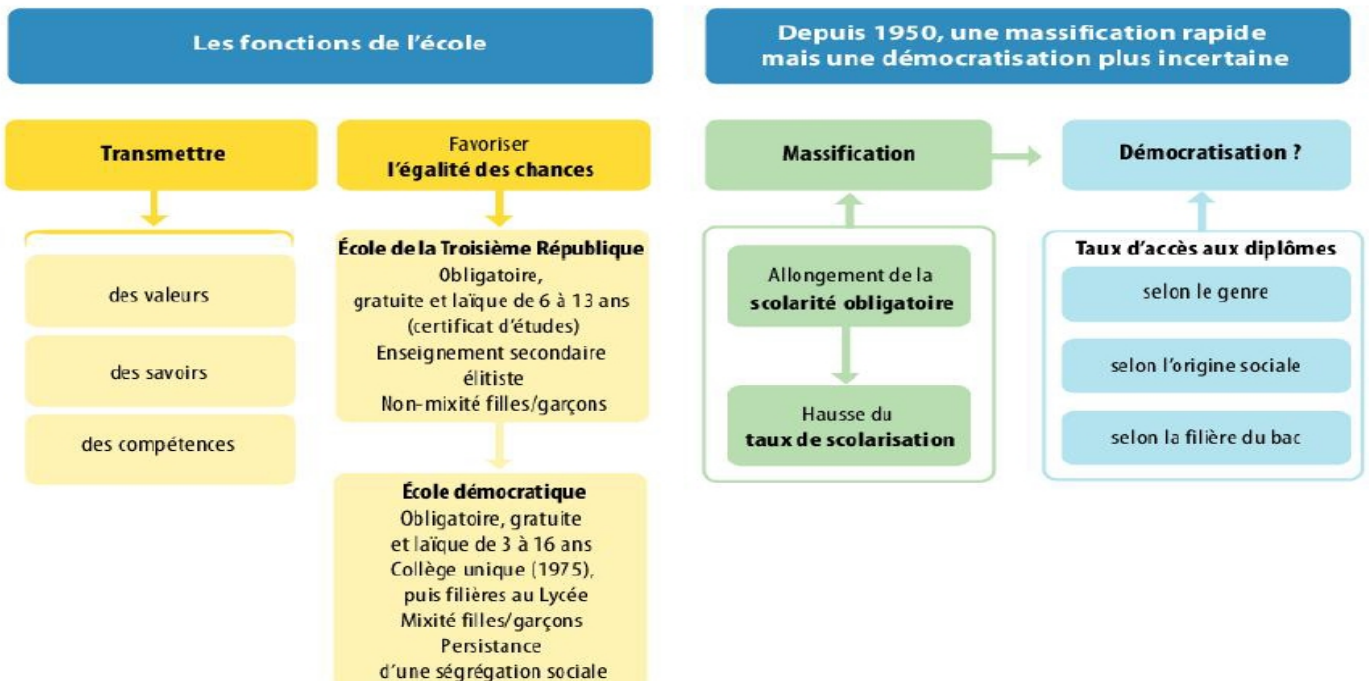 Les fonctions de l'école
Transmettre
des valeurs
des savoirs
des compétences
Favoriser
l'égalité des chances
École de la Troisième République
Obligatoire,
gratuite et laïque de 6 à 13 ans
(certificat d'études)
Enseignement secondaire
élitiste
Non-mixité filles/garçons
École démocratique
Obligatoire, gratuite
et laïque de 3 à 16 ans
Collège unique (1975),
puis filières au Lycée
Mixité filles/garçons
Persistance
d'une ségrégation sociale
Depuis 1950, une massification rapide
mais une démocratisation plus incertaine
Massification
Allongement de la
scolarité obligatoire
Hausse du
taux de scolarisation
Démocratisation ?
Taux d'accès aux diplômes
selon le genre
selon l'origine sociale
selon la filière du bac